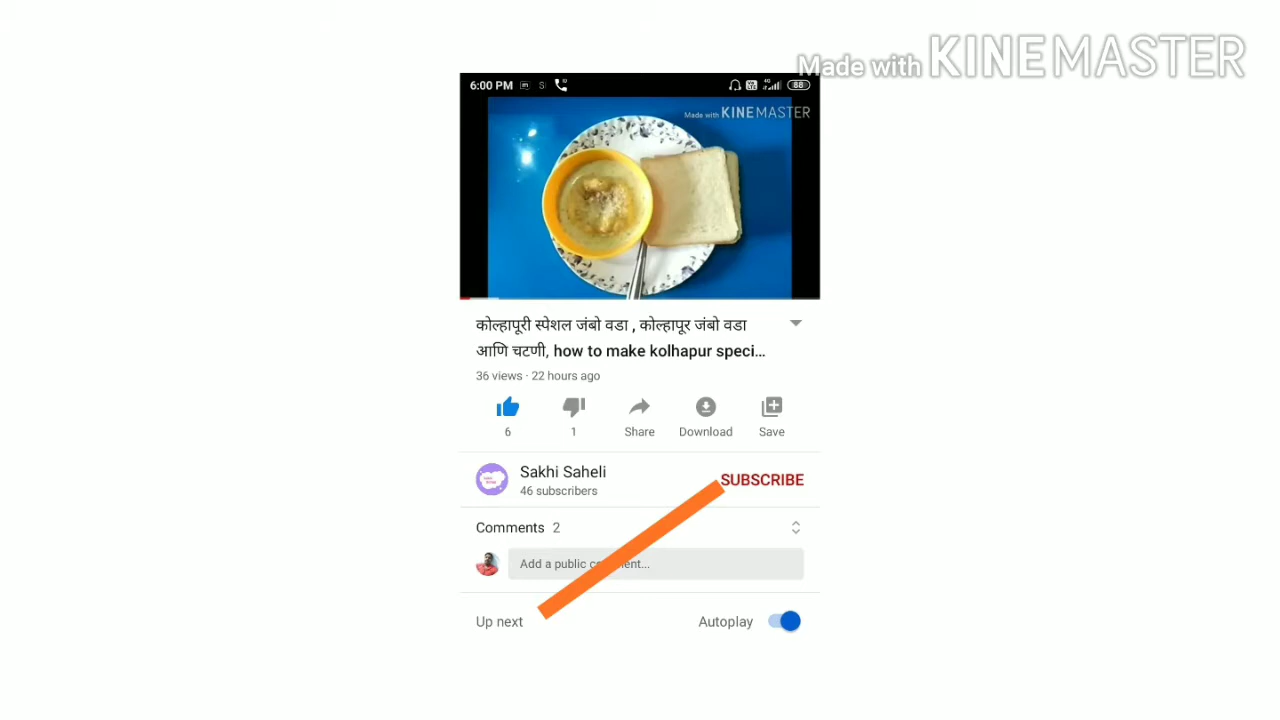 Made with KINEMASTER
6:00 PM
88
Made with KINEMASTER
कोल्हापूरी स्पेशल जंबो वडा , कोल्हापूर जंबो वडा
आणि चटणी, how to make kolhapur speci...
36 views · 22 hours ago
6
1
Share
Download
Save
Sakhi Saheli
46 subscribers
SUBSCRIBE
Comments 2
Add a public comment...
Up next
Autoplay